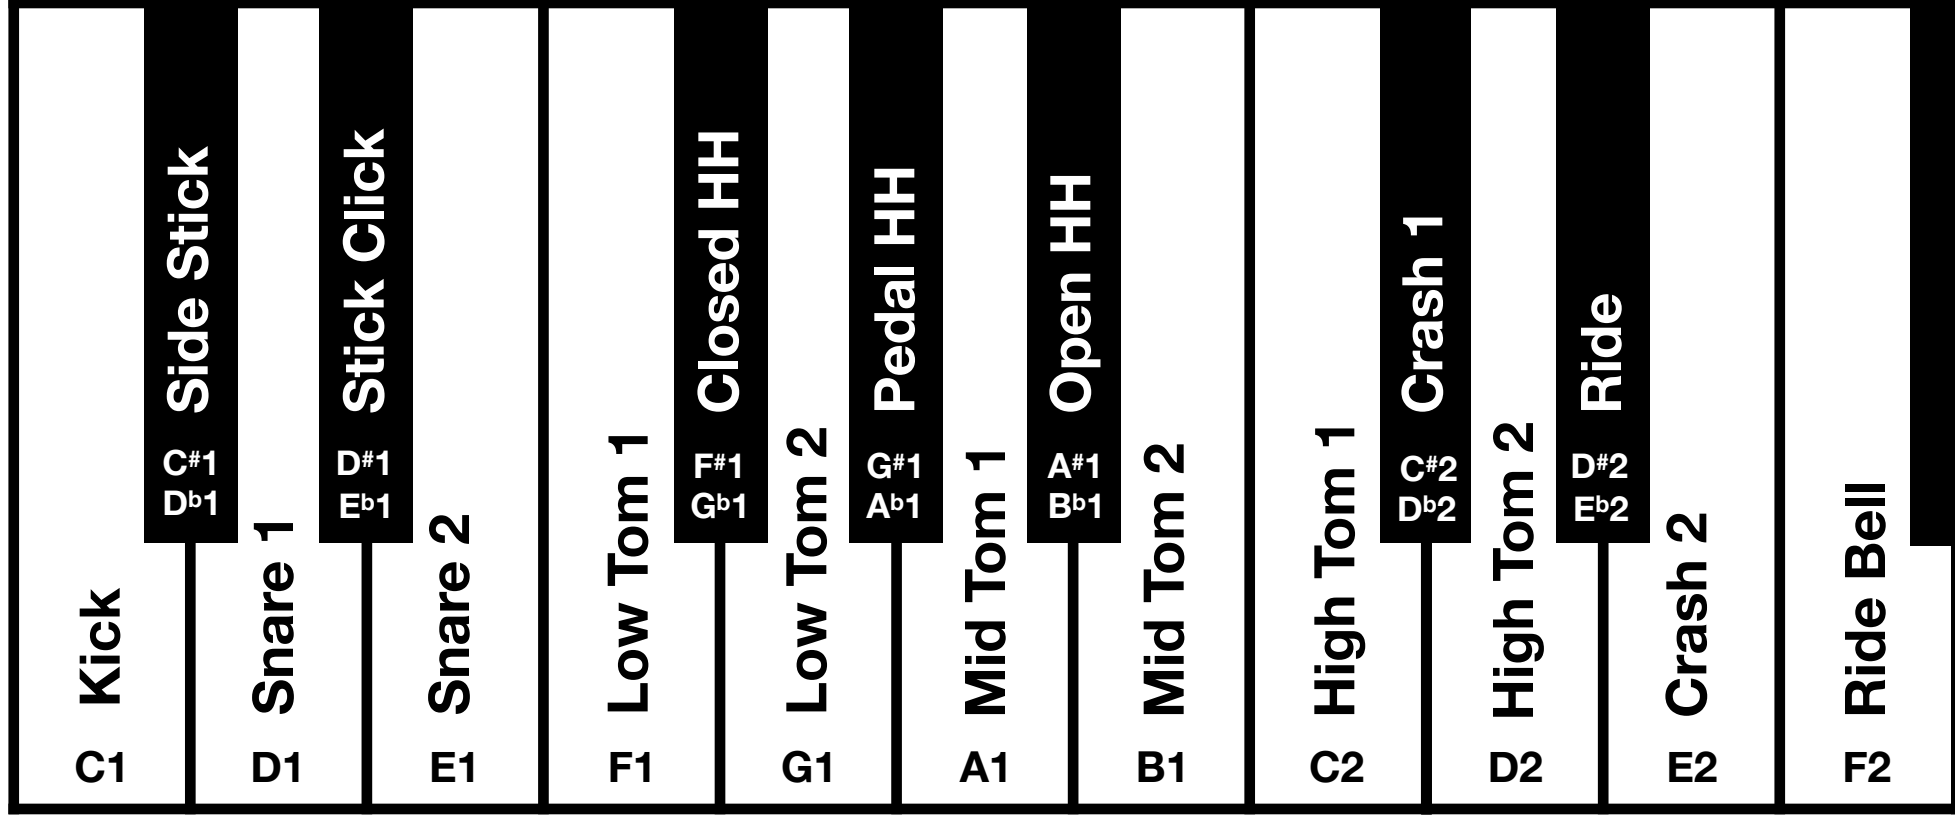 Kick
C1
Side Stick
C#1
Db1
Snare 1
D1
Stick Click
D#1
Eb1
Snare 2
E1
Low Tom 1
F1
Closed HH
F#1
Gb1
Low Tom 2
G1
Pedal HH
G#1
Ab1
Mid Tom 1
A1
Open HH
A#1
Bb1
Mid Tom 2
B1
High Tom 1
C2
Crash 1
C#2
Db2
High Tom 2
D2
Ride
D#2
Eb2
Crash 2
E2
Ride Bell
F2